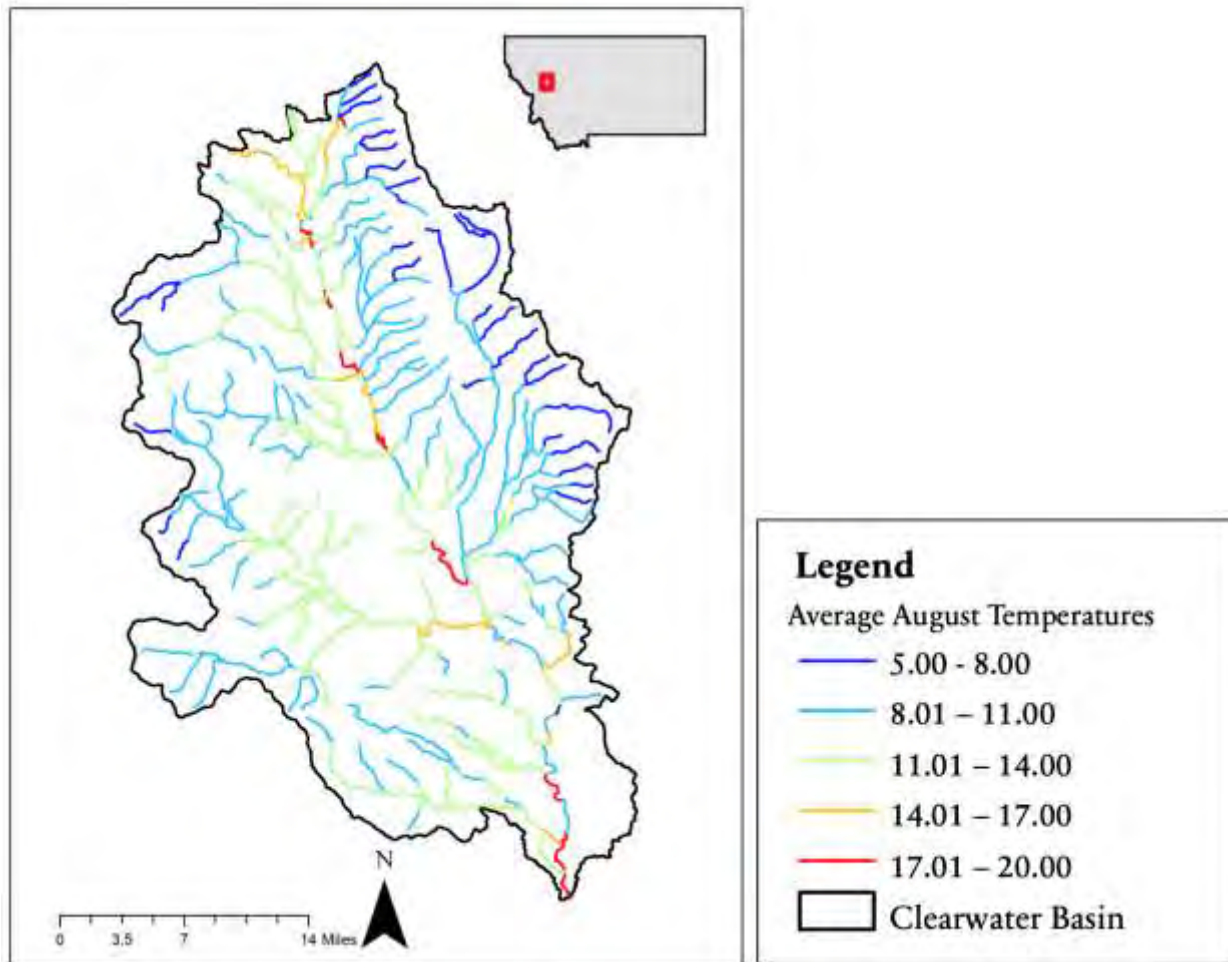 N
0 3.5 7 14 Miles
Legend
Average August Temperatures
5.00 - 8.00
8.01 – 11.00
11.01 – 14.00
14.01 – 17.00
17.01 – 20.00
Clearwater Basin